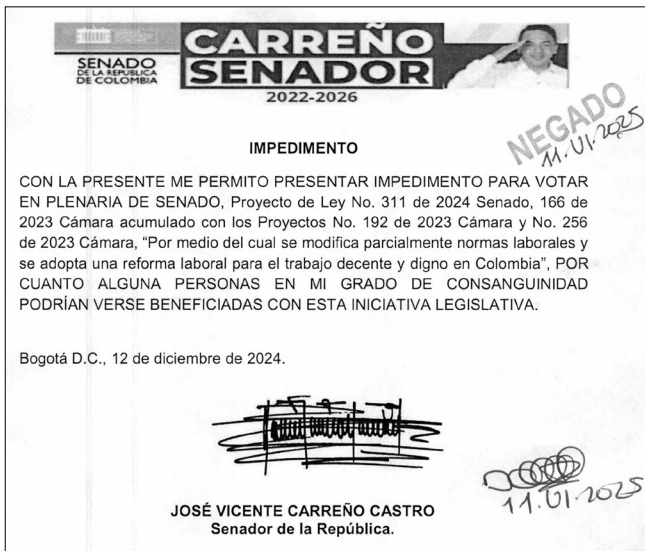 CARREÑO
SENADOR
SENADO
DE LA REPÚBLICA
DE COLOMBIA
2022-2026
NEGADO
11.VI.2025
IMPEDIMENTO
CON LA PRESENTE ME PERMITO PRESENTAR IMPEDIMENTO PARA VOTAR
EN PLENARIA DE SENADO, Proyecto de Ley No. 311 de 2024 Senado, 166 de
2023 Cámara acumulado con los Proyectos No. 192 de 2023 Cámara y No. 256
de 2023 Cámara, “Por medio del cual se modifica parcialmente normas laborales y
se adopta una reforma laboral para el trabajo decente y digno en Colombia”, POR
CUANTO ALGUNA PERSONAS EN MI GRADO DE CONSANGUINIDAD
PODRÍAN VERSE BENEFICIADAS CON ESTA INICIATIVA LEGISLATIVA.
Bogotá D.C., 12 de diciembre de 2024.
11.VI.2025
JOSÉ VICENTE CARREÑO CASTRO
Senador de la República.